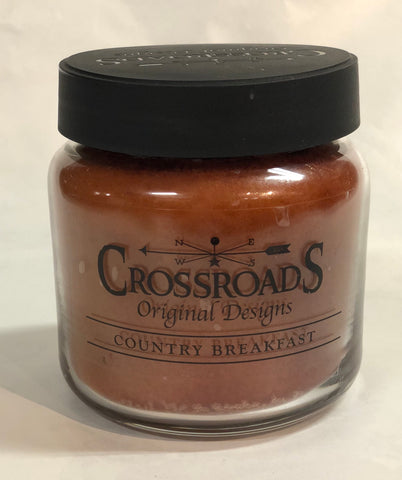 N E
W S
CROSSROADS
Original Designs
COUNTRY BREAKFAST